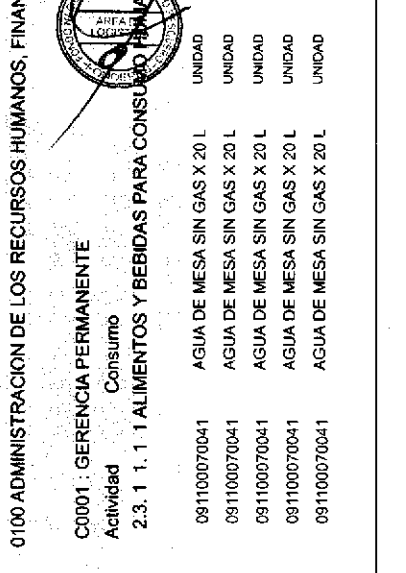 0100 ADMINISTRACION DE LOS RECURSOS HUMANOS, FINAN
C0001 : GERENCIA PERMANENTE
Actividad Consumo
2.3. 1 1. 1 1 ALIMENTOS Y BEBIDAS PARA CONSUMO
091100070041 AGUA DE MESA SIN GAS X 20 L UNIDAD
091100070041 AGUA DE MESA SIN GAS X 20 L UNIDAD
091100070041 AGUA DE MESA SIN GAS X 20 L UNIDAD
091100070041 AGUA DE MESA SIN GAS X 20 L UNIDAD
091100070041 AGUA DE MESA SIN GAS X 20 L UNIDAD
AREA D
LOGIST